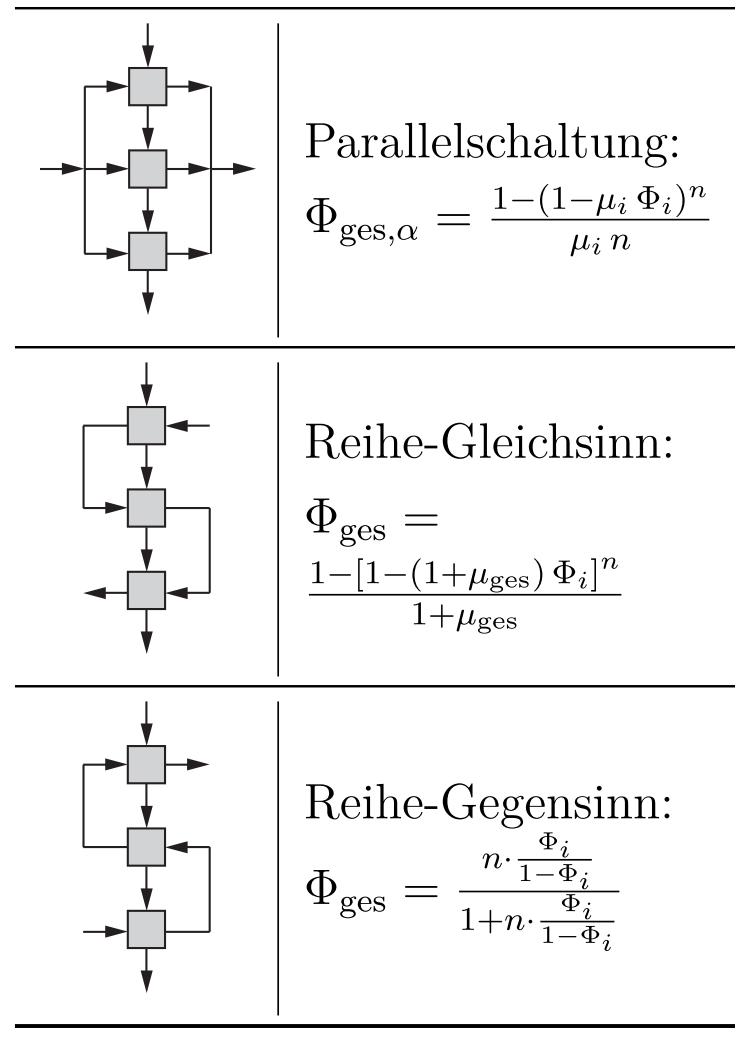 Parallelschaltung:
Φ_ges,α = (1−(1−μ_i Φ_i)^n) / (μ_i n)
Reihe-Gleichsinn:
Φ_ges =
(1−[1−(1+μ_ges) Φ_i]^n) / (1+μ_ges)
Reihe-Gegensinn:
Φ_ges = (n·(Φ_i / (1−Φ_i))) / (1+n·(Φ_i / (1−Φ_i)))